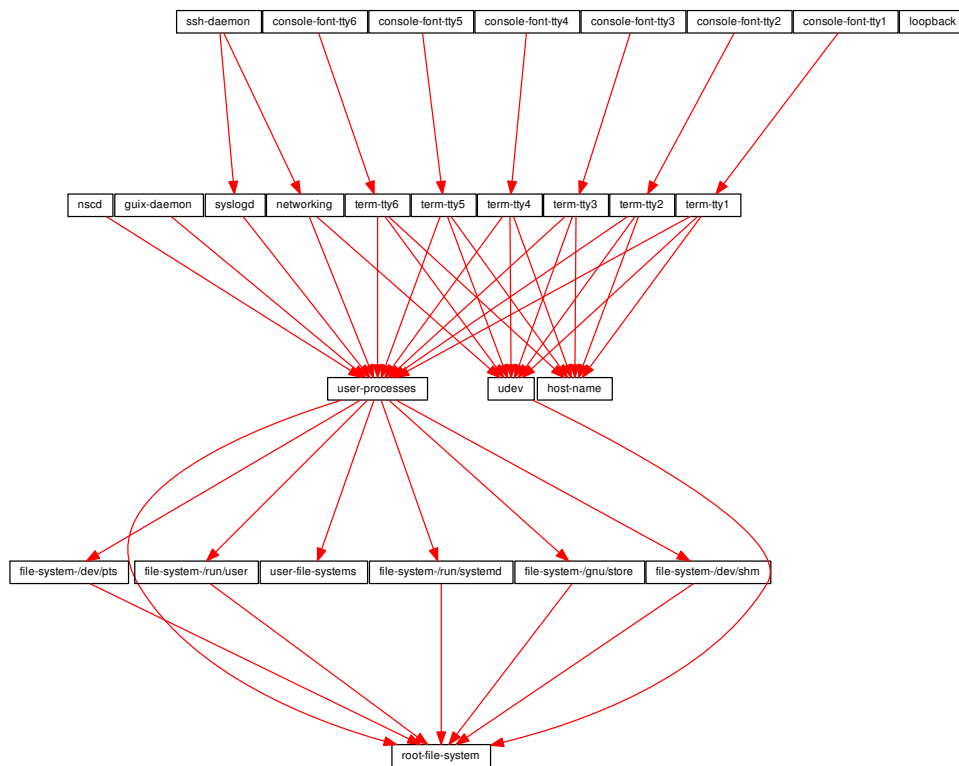 ssh-daemon
console-font-tty6
console-font-tty5
console-font-tty4
console-font-tty3
console-font-tty2
console-font-tty1
loopback
nscd
guix-daemon
syslogd
networking
term-tty6
term-tty5
term-tty4
term-tty3
term-tty2
term-tty1
user-processes
udev
host-name
file-system-/dev/pts
file-system-/run/user
user-file-systems
file-system-/run/systemd
file-system-/gnu/store
file-system-/dev/shm
root-file-system